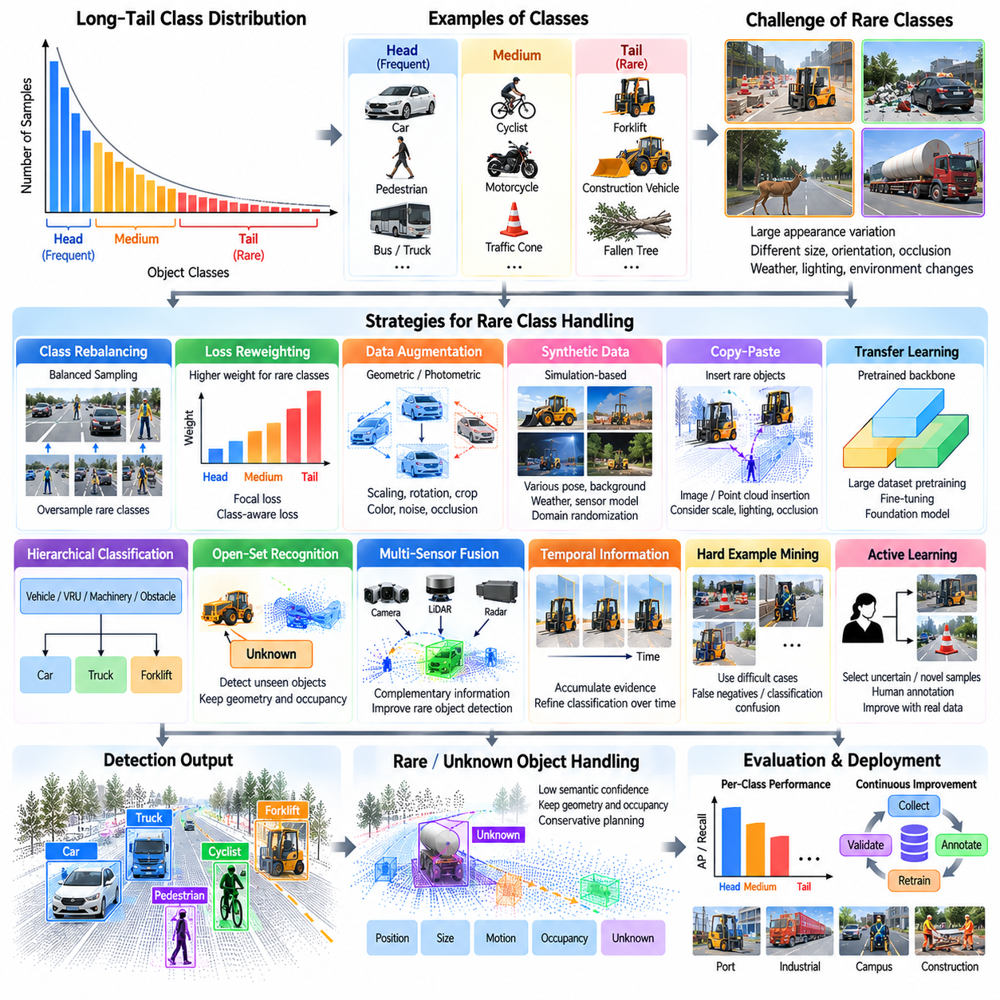 Long-Tail Class Distribution
Number of Samples
Head
(Frequent)
Medium
Tail
(Rare)
Object Classes
Examples of Classes
Head
(Frequent)
Car
Pedestrian
Bus / Truck
...
Medium
Cyclist
Motorcycle
Traffic Cone
...
Tail
(Rare)
Forklift
Construction Vehicle
Fallen Tree
...
Challenge of Rare Classes
Large appearance variation
Different size, orientation, occlusion
Weather, lighting, environment changes
Strategies for Rare Class Handling
Class Rebalancing
Balanced Sampling
Oversample rare classes
Loss Reweighting
Higher weight for rare classes
Weight
Head
Medium
Tail
Focal loss
Class-aware loss
Data Augmentation
Geometric / Photometric
Scaling, rotation, crop
Color, noise, occlusion
Synthetic Data
Simulation-based
Various pose, background
Weather, sensor model
Domain randomization
Copy-Paste
Insert rare objects
Image / Point cloud insertion
Consider scale, lighting, occlusion
Transfer Learning
Pretrained backbone
Large dataset pretraining
Fine-tuning
Foundation model
Hierarchical Classification
Vehicle / VRU / Machinery / Obstacle
Car
Truck
Forklift
Open-Set Recognition
Unknown
Detect unseen objects
Keep geometry and occupancy
Multi-Sensor Fusion
Camera
LiDAR
Radar
Complementary information
Improve rare object detection
Temporal Information
Time
Accumulate evidence
Refine classification over time
Hard Example Mining
...
Use difficult cases
False negatives / classification
confusion
Active Learning
Select uncertain / novel samples
Human annotation
Improve with real data
Detection Output
Car
Truck
Pedestrian
Cyclist
Forklift
Rare / Unknown Object Handling
Low semantic confidence
Keep geometry and occupancy
Conservative planning
Unknown
Position
Size
Motion
Occupancy
Unknown
Evaluation & Deployment
Per-Class Performance
AP / Recall
...
Head
Medium
Tail
Continuous Improvement
Collect
Annotate
Retrain
Validate
Port
Industrial
Campus
Construction